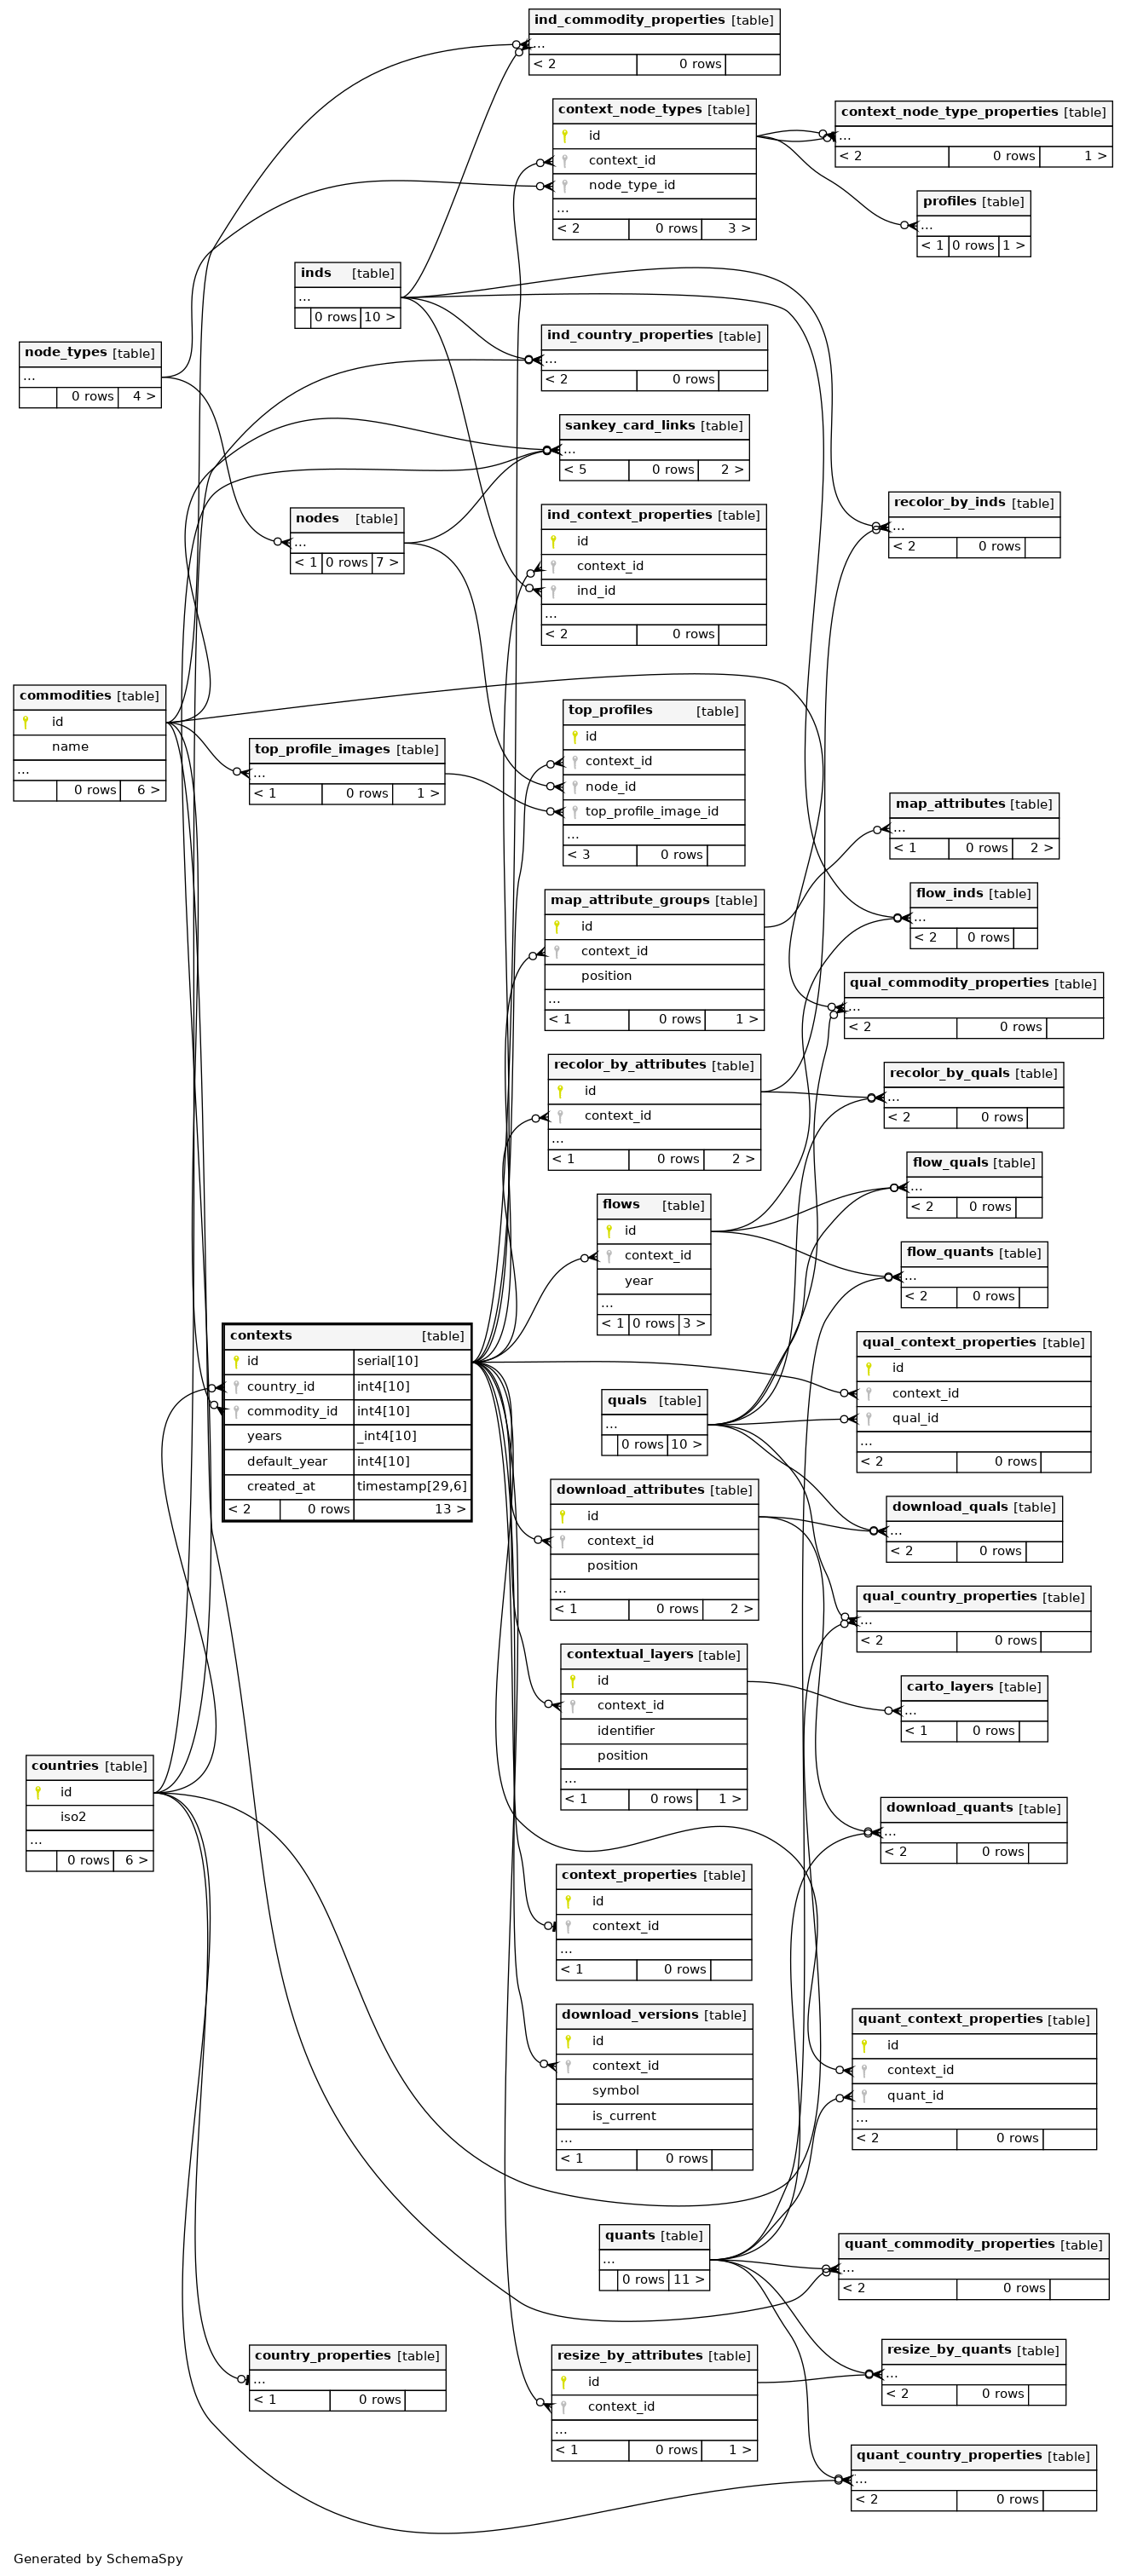 ind_commodity_properties [table]
...
< 2 0 rows
context_node_types [table]
id
context_id
node_type_id
...
< 2 0 rows 3 >
context_node_type_properties [table]
...
< 2 0 rows 1 >
profiles [table]
...
< 1 0 rows 1 >
inds [table]
...
0 rows 10 >
ind_country_properties [table]
...
< 2 0 rows
node_types [table]
...
0 rows 4 >
sankey_card_links [table]
...
< 5 0 rows 2 >
recolor_by_inds [table]
...
< 2 0 rows
nodes [table]
...
< 1 0 rows 7 >
ind_context_properties [table]
id
context_id
ind_id
...
< 2 0 rows
commodities [table]
id
name
...
0 rows 6 >
top_profile_images [table]
...
< 1 0 rows 1 >
top_profiles [table]
id
context_id
node_id
top_profile_image_id
...
< 3 0 rows
map_attributes [table]
...
< 1 0 rows 2 >
map_attribute_groups [table]
id
context_id
position
...
< 1 0 rows 1 >
flow_inds [table]
...
< 2 0 rows
qual_commodity_properties [table]
...
< 2 0 rows
recolor_by_attributes [table]
id
context_id
...
< 1 0 rows 2 >
recolor_by_quals [table]
...
< 2 0 rows
flow_quals [table]
...
< 2 0 rows
flows [table]
id
context_id
year
...
< 1 0 rows 3 >
flow_quants [table]
...
< 2 0 rows
contexts [table]
id serial[10]
country_id int4[10]
commodity_id int4[10]
years _int4[10]
default_year int4[10]
created_at timestamp[29,6]
< 2 0 rows 13 >
qual_context_properties [table]
id
context_id
qual_id
...
< 2 0 rows
quals [table]
...
0 rows 10 >
download_attributes [table]
id
context_id
position
...
< 1 0 rows 2 >
download_quals [table]
...
< 2 0 rows
qual_country_properties [table]
...
< 2 0 rows
contextual_layers [table]
id
context_id
identifier
position
...
< 1 0 rows 1 >
carto_layers [table]
...
< 1 0 rows
countries [table]
id
iso2
...
0 rows 6 >
download_quants [table]
...
< 2 0 rows
context_properties [table]
id
context_id
...
< 1 0 rows
download_versions [table]
id
context_id
symbol
is_current
...
< 1 0 rows
quant_context_properties [table]
id
context_id
quant_id
...
< 2 0 rows
quants [table]
...
0 rows 11 >
quant_commodity_properties [table]
...
< 2 0 rows
country_properties [table]
...
< 1 0 rows
resize_by_attributes [table]
id
context_id
...
< 1 0 rows 1 >
resize_by_quants [table]
...
< 2 0 rows
quant_country_properties [table]
...
< 2 0 rows
Generated by SchemaSpy